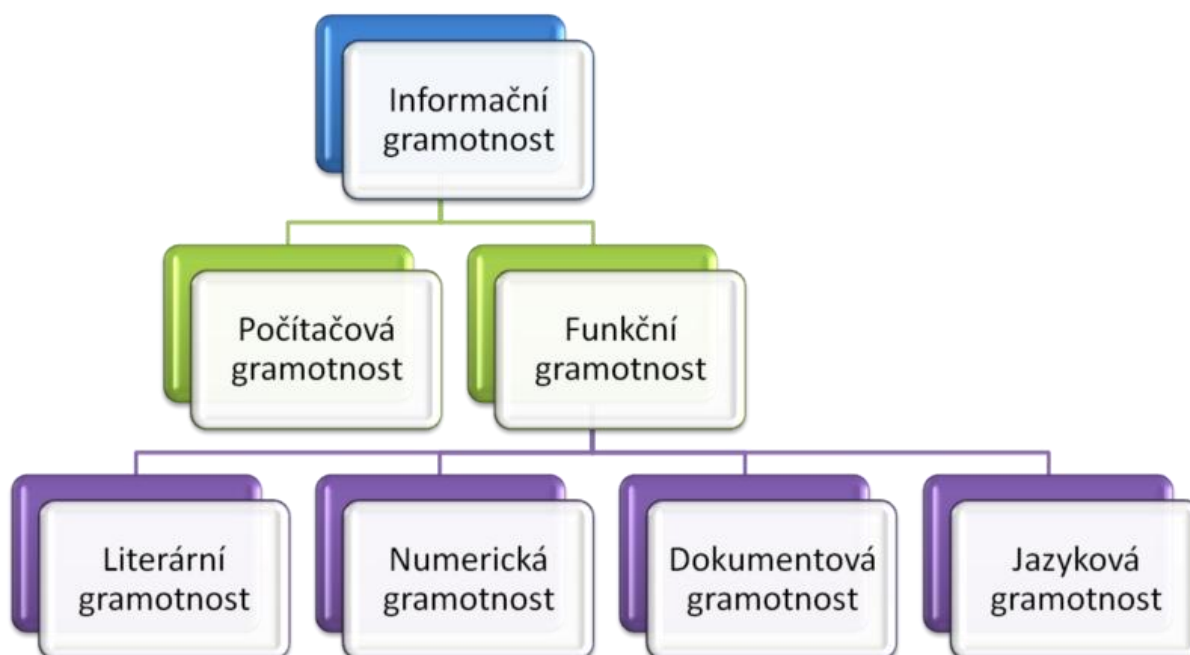 Informační
gramotnost
Počítačová
gramotnost
Funkční
gramotnost
Literární
gramotnost
Numerická
gramotnost
Dokumentová
gramotnost
Jazyková
gramotnost